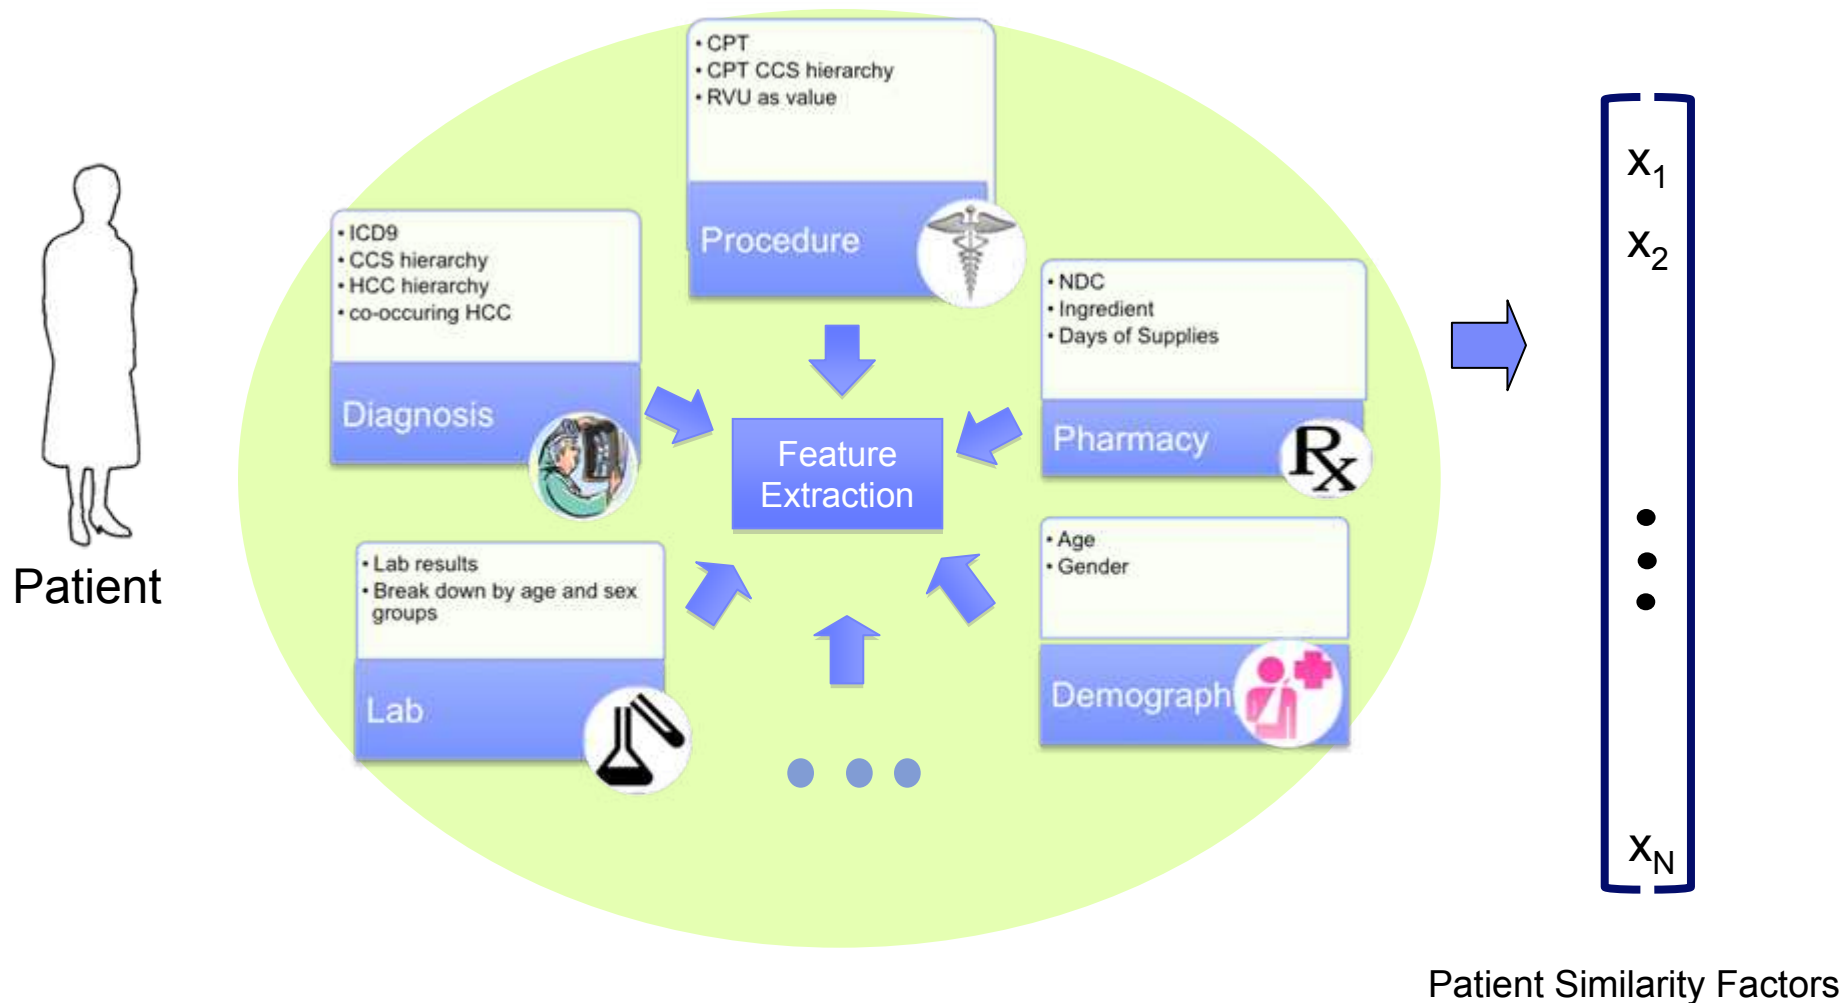 • CPT
• CPT CCS hierarchy
• RVU as value
Procedure
• ICD9
• CCS hierarchy
• HCC hierarchy
• co-occuring HCC
Diagnosis
• NDC
• Ingredient
• Days of Supplies
Pharmacy
Rx
Feature
Extraction
• Lab results
• Break down by age and sex
groups
Lab
• Age
• Gender
Demograph
Patient
x1
x2
xN
Patient Similarity Factors